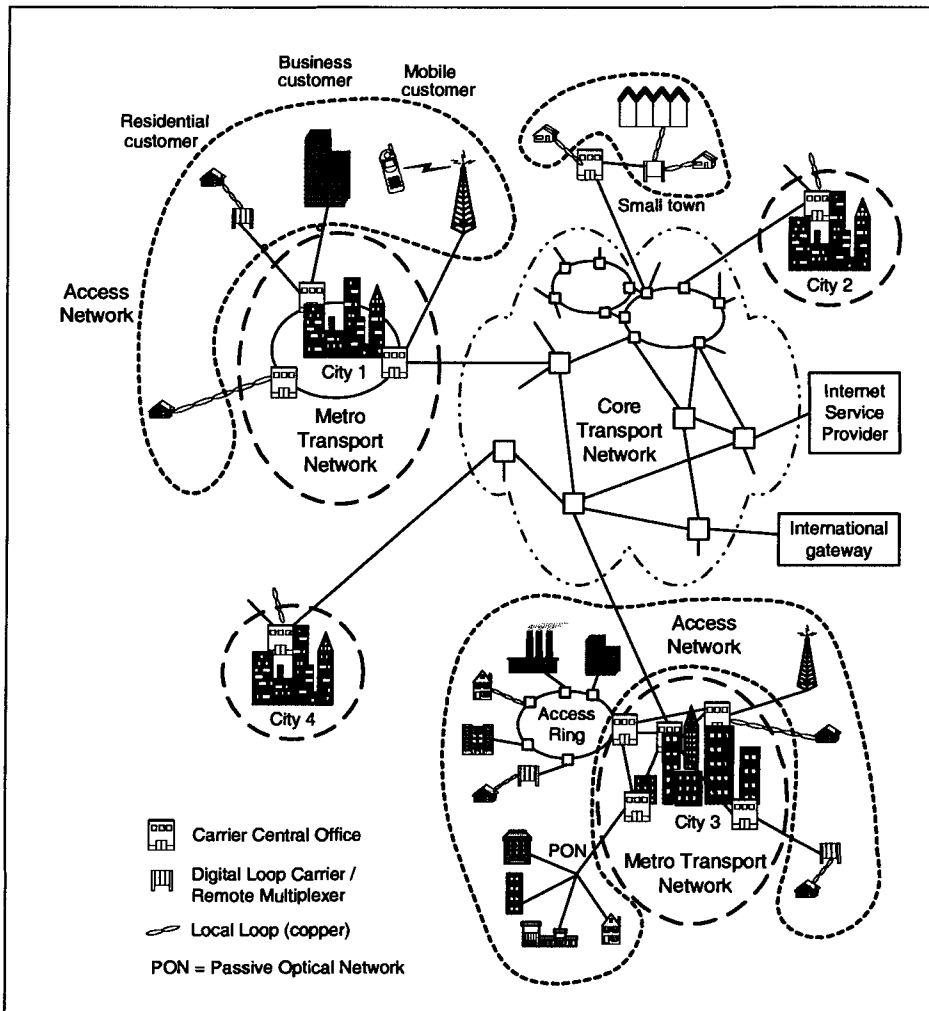 Business
customer
Mobile
customer
Residential
customer
Small town
Access
Network
City 2
City 1
Metro
Transport
Network
Core
Transport
Network
Internet
Service
Provider
International
gateway
Access
Network
Access
Ring
City 4
City 3
PON
Metro Transport
Network
Carrier Central Office
Digital Loop Carrier /
Remote Multiplexer
Local Loop (copper)
PON = Passive Optical Network